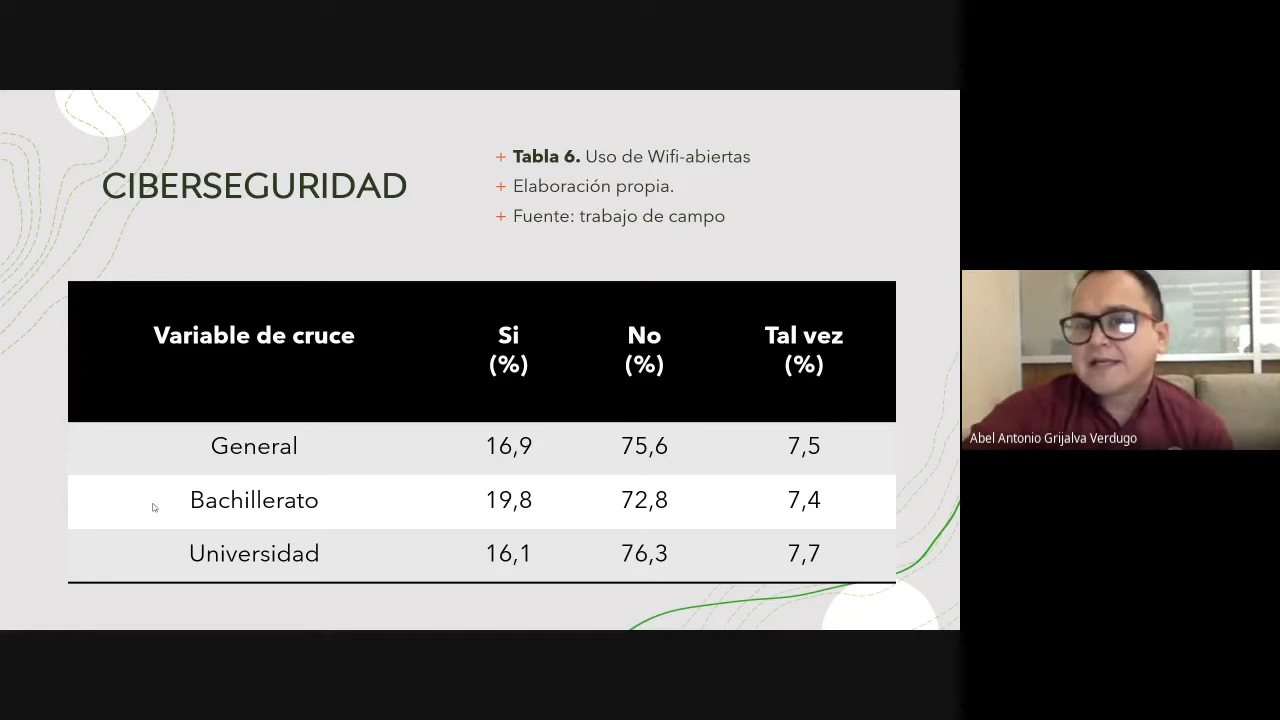 CIBERSEGURIDAD
+ Tabla 6. Uso de Wifi-abiertas
+ Elaboración propia.
+ Fuente: trabajo de campo
Variable de cruce Si (%) No (%) Tal vez (%)
General 16,9 75,6 7,5
Bachillerato 19,8 72,8 7,4
Universidad 16,1 76,3 7,7
Abel Antonio Grijalva Verdugo